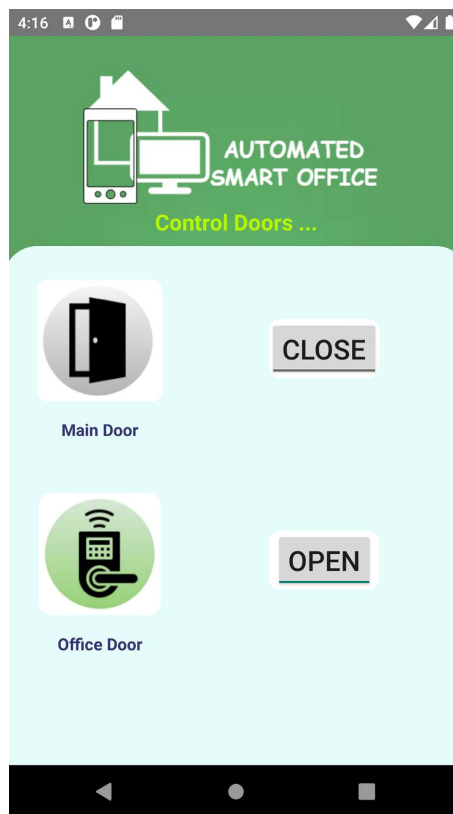 4:16
A
AUTOMATED
SMART OFFICE
Control Doors ...
CLOSE
Main Door
OPEN
Office Door